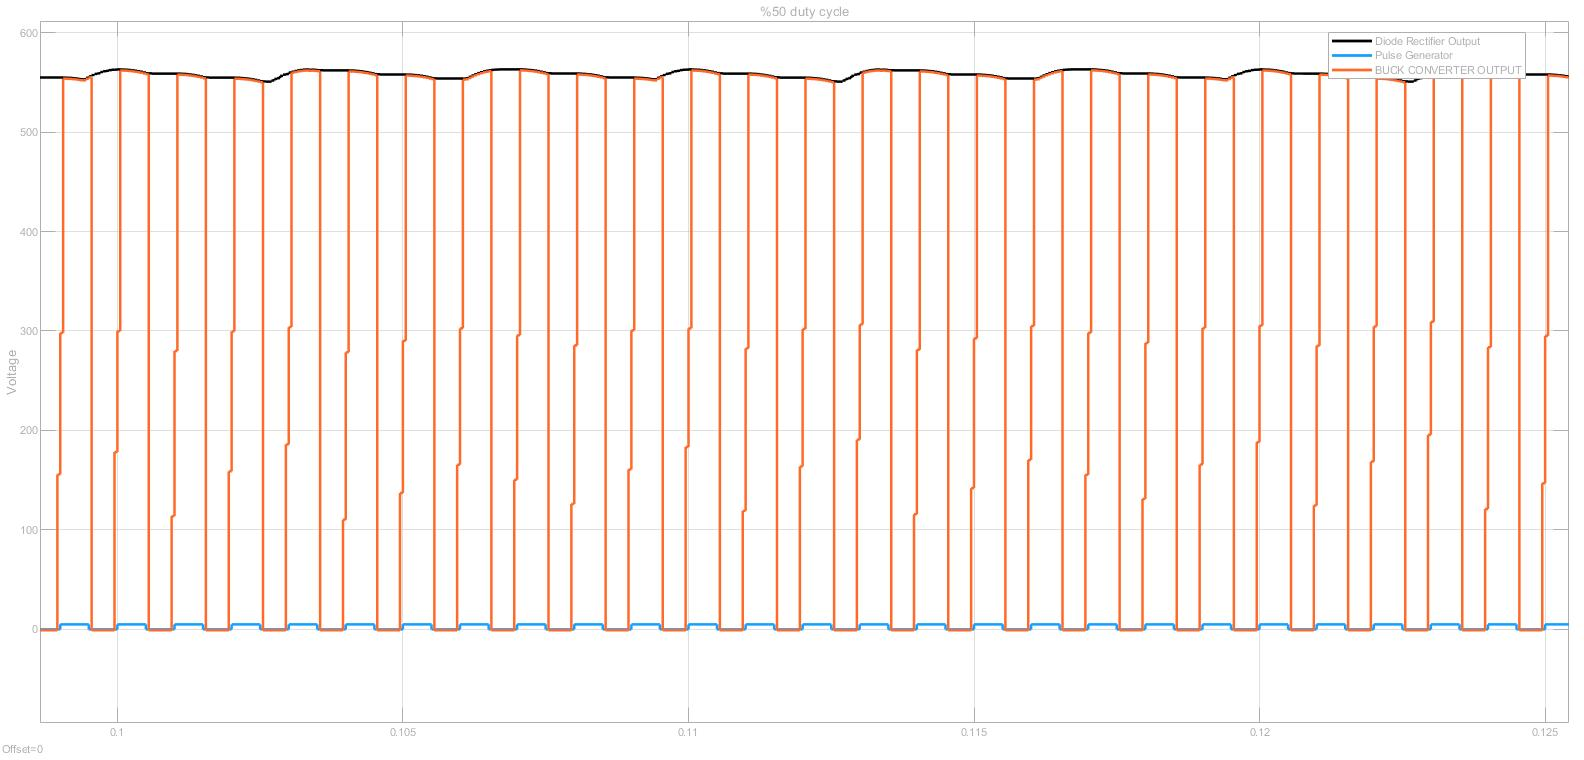 %50 duty cycle
Diode Rectifier Output
Pulse Generator
BUCK CONVERTER OUTPUT
600
500
400
300
200
100
0
Voltage
0.1
0.105
0.11
0.115
0.12
0.125
Offset=0